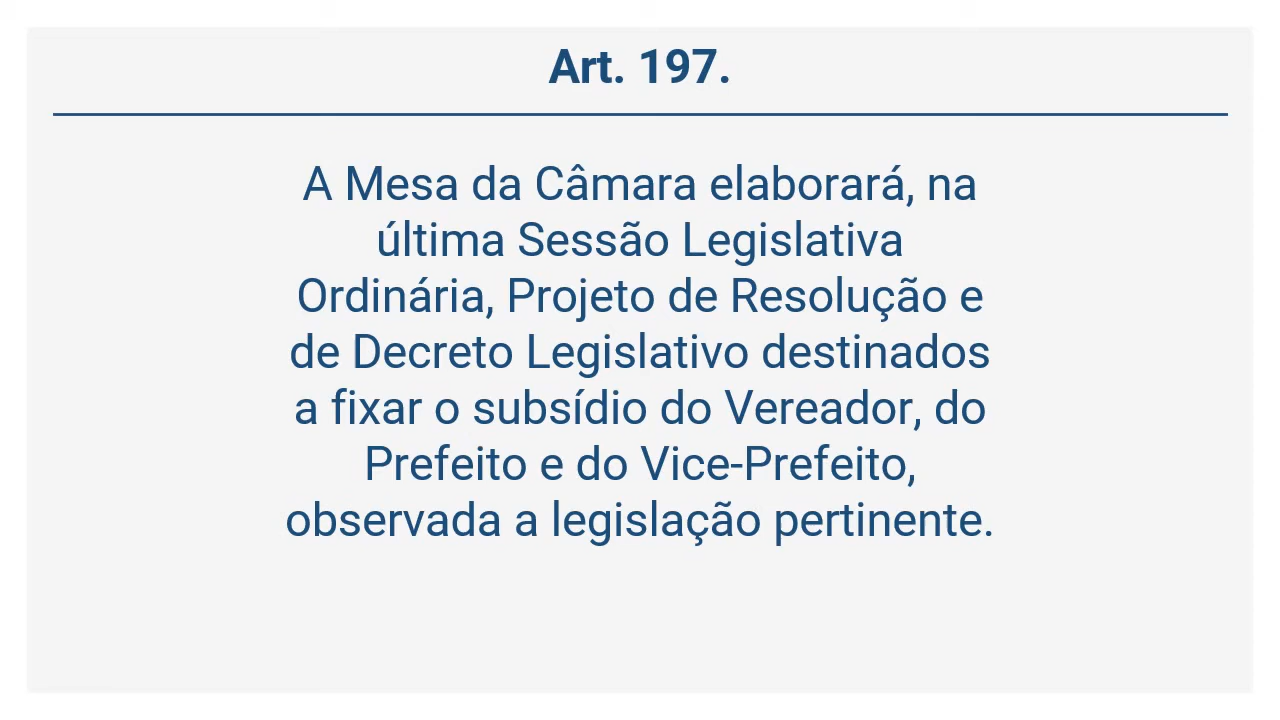 Art. 197.
A Mesa da Câmara elaborará, na
última Sessão Legislativa
Ordinária, Projeto de Resolução e
de Decreto Legislativo destinados
a fixar o subsídio do Vereador, do
Prefeito e do Vice-Prefeito,
observada a legislação pertinente.